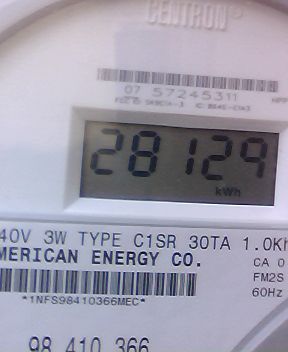 CENTRON®
07 57245311
28129
kWh
40V 3W TYPE C1SR 30TA 1.0Kh
MERICAN ENERGY CO.
CA 0
FM2S
60Hz
*1NFS98410366MEC*
98 410 366